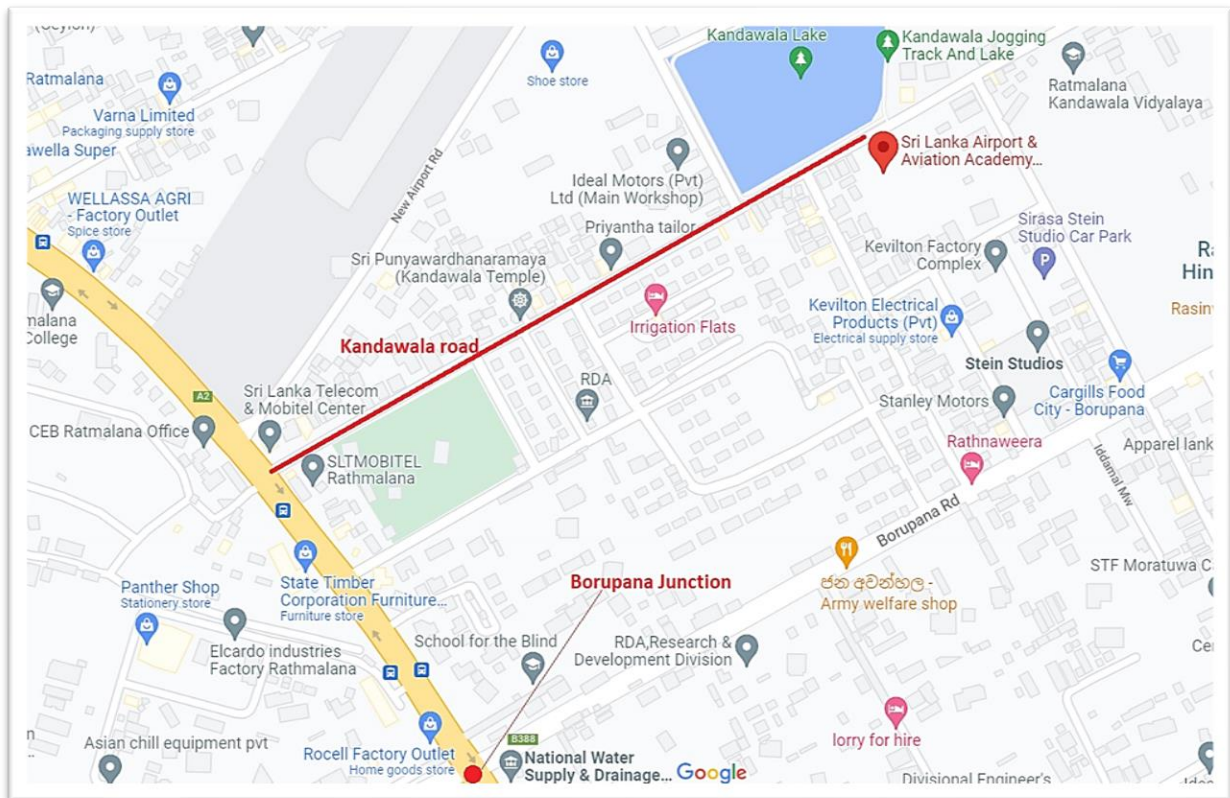 (Ceylon)
Kandawala Lake
Kandawala Jogging
Track And Lake
Ratmalana
Shoe store
Ratmalana
Kandawala Vidyalaya
Varna Limited
Packaging supply store
awella Super
New Airport Rd
Sri Lanka Airport &
Aviation Academy...
Ideal Motors (Pvt)
Ltd (Main Workshop)
WELLASSA AGRI
- Factory Outlet
Spice store
Priyantha tailor
Sirasa Stein
Studio Car Park
Kevilton Factory
Complex
Sri Punyawardhanaramaya
(Kandawala Temple)
P
Ra
Hin
malana
College
Irrigation Flats
Kevilton Electrical
Products (Pvt)
Electrical supply store
Rasinv
Kandawala road
Stein Studios
RDA
Sri Lanka Telecom
& Mobitel Center
A2
Cargills Food
City - Borupana
Stanley Motors
CEB Ratmalana Office
Rathnaweera
Apparel lank
SLTMOBITEL
Rathmalana
Iddamal Mw
Borupana Rd
STF Moratuwa C
Borupana Junction
ජන අවන්හල -
Army welfare shop
Panther Shop
Stationery store
State Timber
Corporation Furniture...
Furniture store
School for the Blind
RDA,Research &
Development Division
Elcardo industries
Factory Rathmalana
Ce
lorry for hire
Asian chill equipment pvt
Rocell Factory Outlet
Home goods store
B388
National Water
Supply & Drainage...
Google
Divisional Engineer's